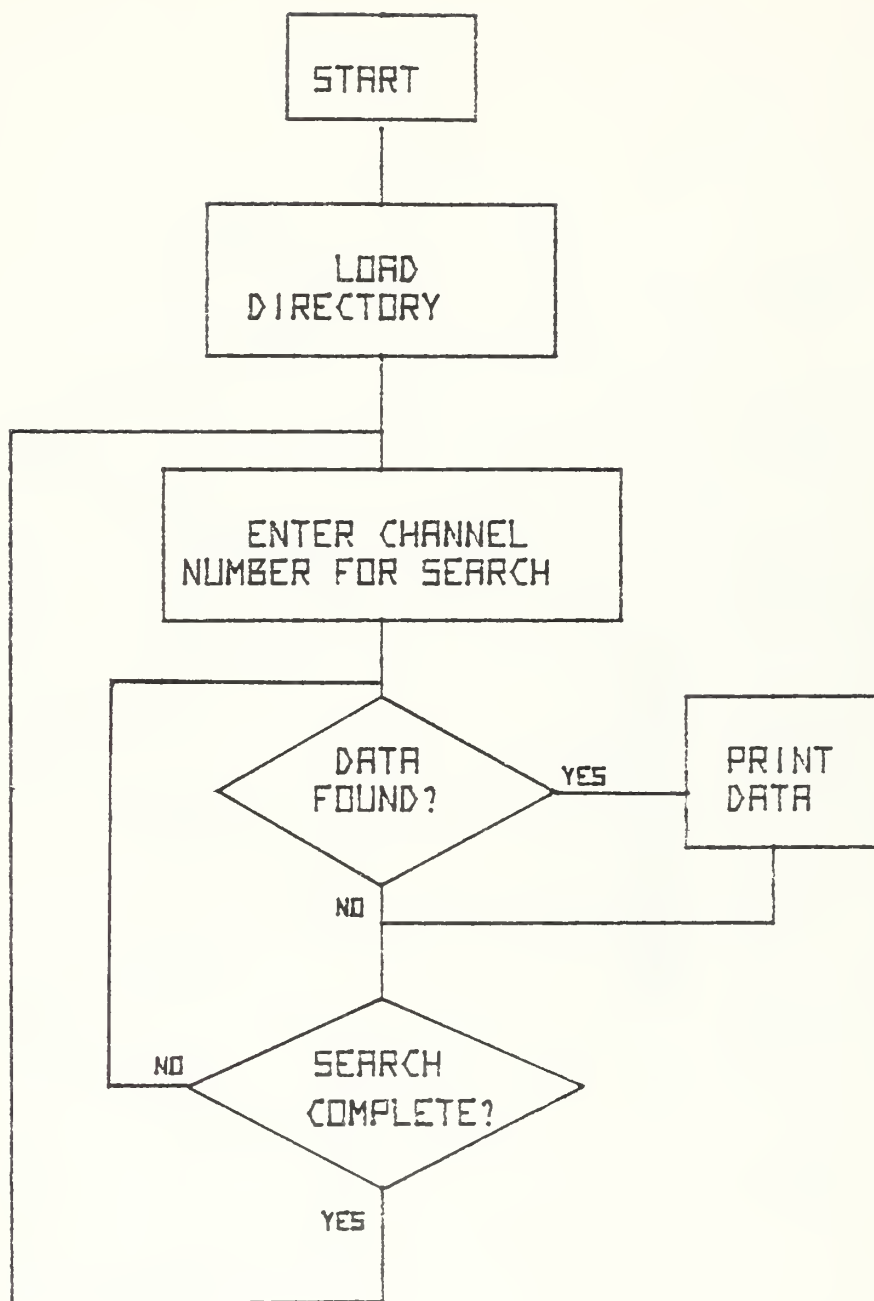 START
LOAD
DIRECTORY
ENTER CHANNEL
NUMBER FOR SEARCH
DATA
FOUND?
YES
PRINT
DATA
NO
NO
SEARCH
COMPLETE?
YES